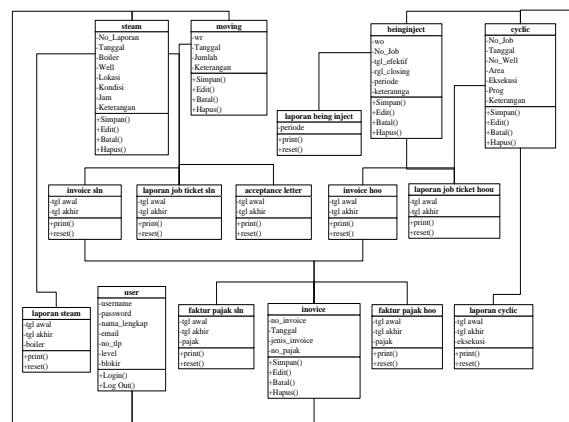 steam
-No_Laporan
-Tanggal
-Boiler
-Well
-Lokasi
-Kondisi
-Jam
-Keterangan
+Simpan()
+Edit()
+Batal()
+Hapus()
moving
-wr
-Tanggal
-Jumlah
-Keterangan
+Simpan()
+Edit()
+Batal()
+Hapus()
beinginject
-wo
-No_Job
-tgl_efektif
-rgl_closing
-periode
-keterannga
+Simpan()
+Edit()
+Batal()
+Hapus()
cyclic
-No_Job
-Tanggal
-No_Well
-Area
-Eksekusi
-Prog
-Keterangan
+Simpan()
+Edit()
+Batal()
+Hapus()
laporan being inject
-periode
+print()
+reset()
invoice sln
-tgl awal
-tgl akhir
+print()
+reset()
laporan job ticket sln
-tgl awal
-tgl akhir
+print()
+reset()
acceptance letter
-tgl awal
-tgl akhir
+print()
+reset()
invoice hoo
-tgl awal
-tgl akhir
+print()
+reset()
laporan job ticket hoou
-tgl awal
-tgl akhir
+print()
+reset()
laporan steam
-tgl awal
-tgl akhir
-boiler
+print()
+reset()
user
-username
-password
-nama_lengkap
-email
-no_tlp
-level
-blokir
+Login()
+Log Out()
faktur pajak sln
-tgl awal
-tgl akhir
-pajak
+print()
+reset()
inovice
-no_invoice
-Tanggal
-jenis_invoice
-no_pajak
+Simpan()
+Edit()
+Batal()
+Hapus()
faktur pajak hoo
-tgl awal
-tgl akhir
-pajak
+print()
+reset()
laporan cyclic
-tgl awal
-tgl akhir
-eksekusi
+print()
+reset()